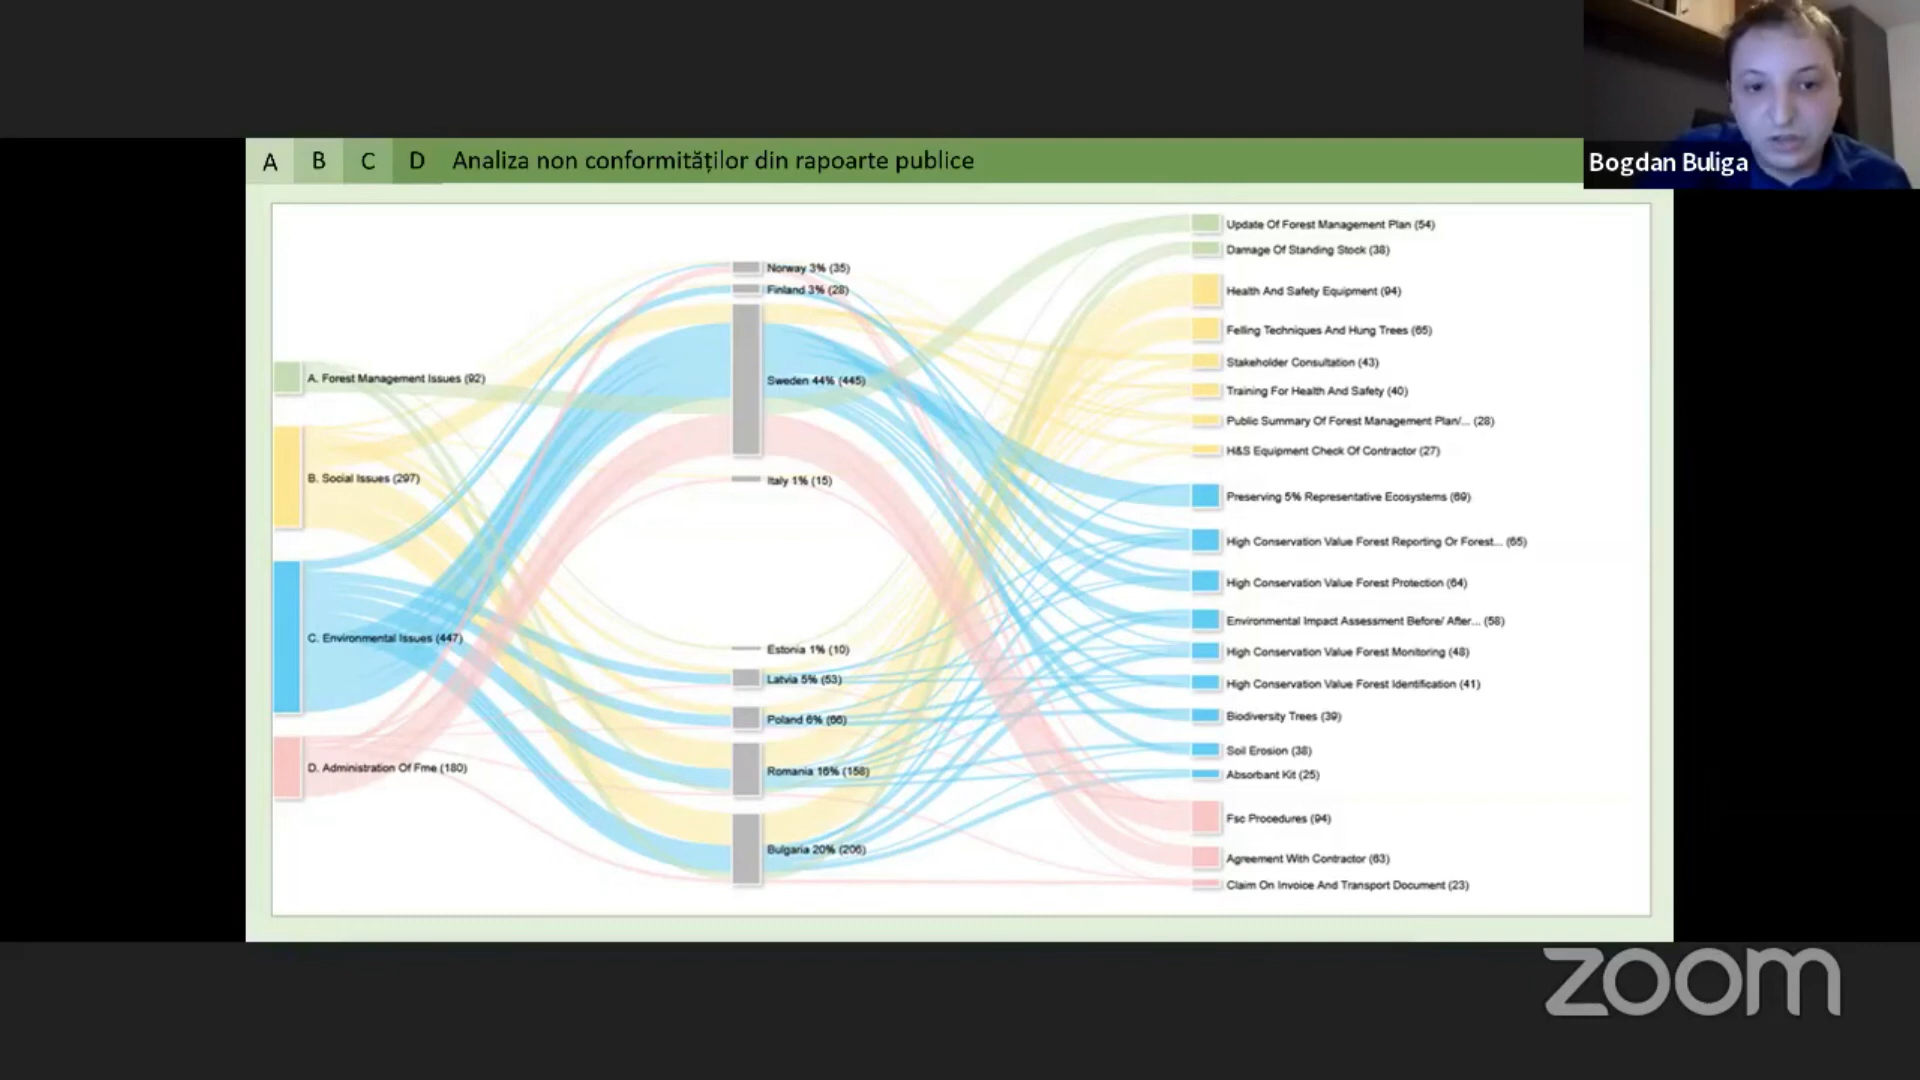 Bogdan Buliga
A B C D Analiza non conformităților din rapoarte publice
A. Forest Management Issues (92)
B. Social Issues (297)
C. Environmental Issues (447)
D. Administration Of Fme (180)
Norway 3% (35)
Finland 3% (28)
Sweden 44% (445)
Italy 1% (15)
Estonia 1% (10)
Latvia 5% (53)
Poland 6% (66)
Romania 16% (158)
Bulgaria 20% (206)
Update Of Forest Management Plan (54)
Damage Of Standing Stock (38)
Health And Safety Equipment (94)
Felling Techniques And Hung Trees (65)
Stakeholder Consultation (43)
Training For Health And Safety (40)
Public Summary Of Forest Management Plan/... (28)
H&S Equipment Check Of Contractor (27)
Preserving 5% Representative Ecosystems (69)
High Conservation Value Forest Reporting Or Forest... (65)
High Conservation Value Forest Protection (64)
Environmental Impact Assessment Before/ After... (58)
High Conservation Value Forest Monitoring (48)
High Conservation Value Forest Identification (41)
Biodiversity Trees (39)
Soil Erosion (38)
Absorbant Kit (25)
Fsc Procedures (94)
Agreement With Contractor (63)
Claim On Invoice And Transport Document (23)
zoom